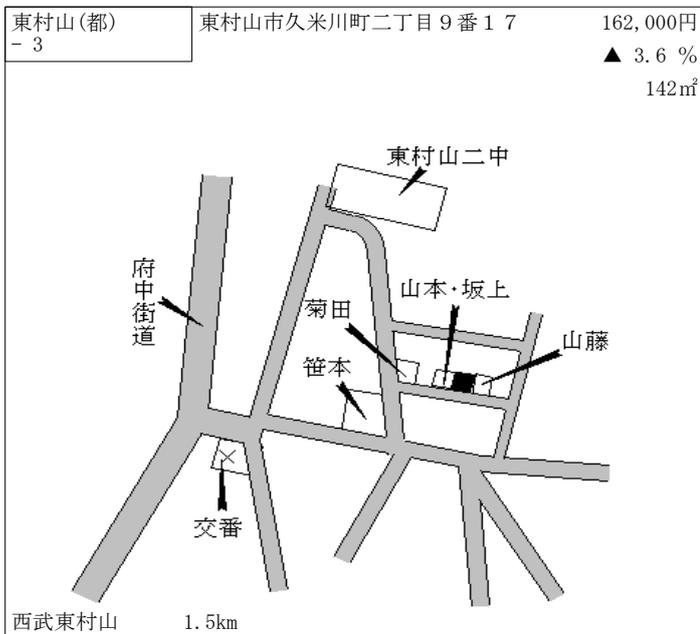 東村山(都)
- 3
東村山市久米川町二丁目９番１７
162,000円
▲ 3.6 %
142㎡
東村山二中
府中街道
山本・坂上
菊田
山藤
笹本
交番
西武東村山 1.5km